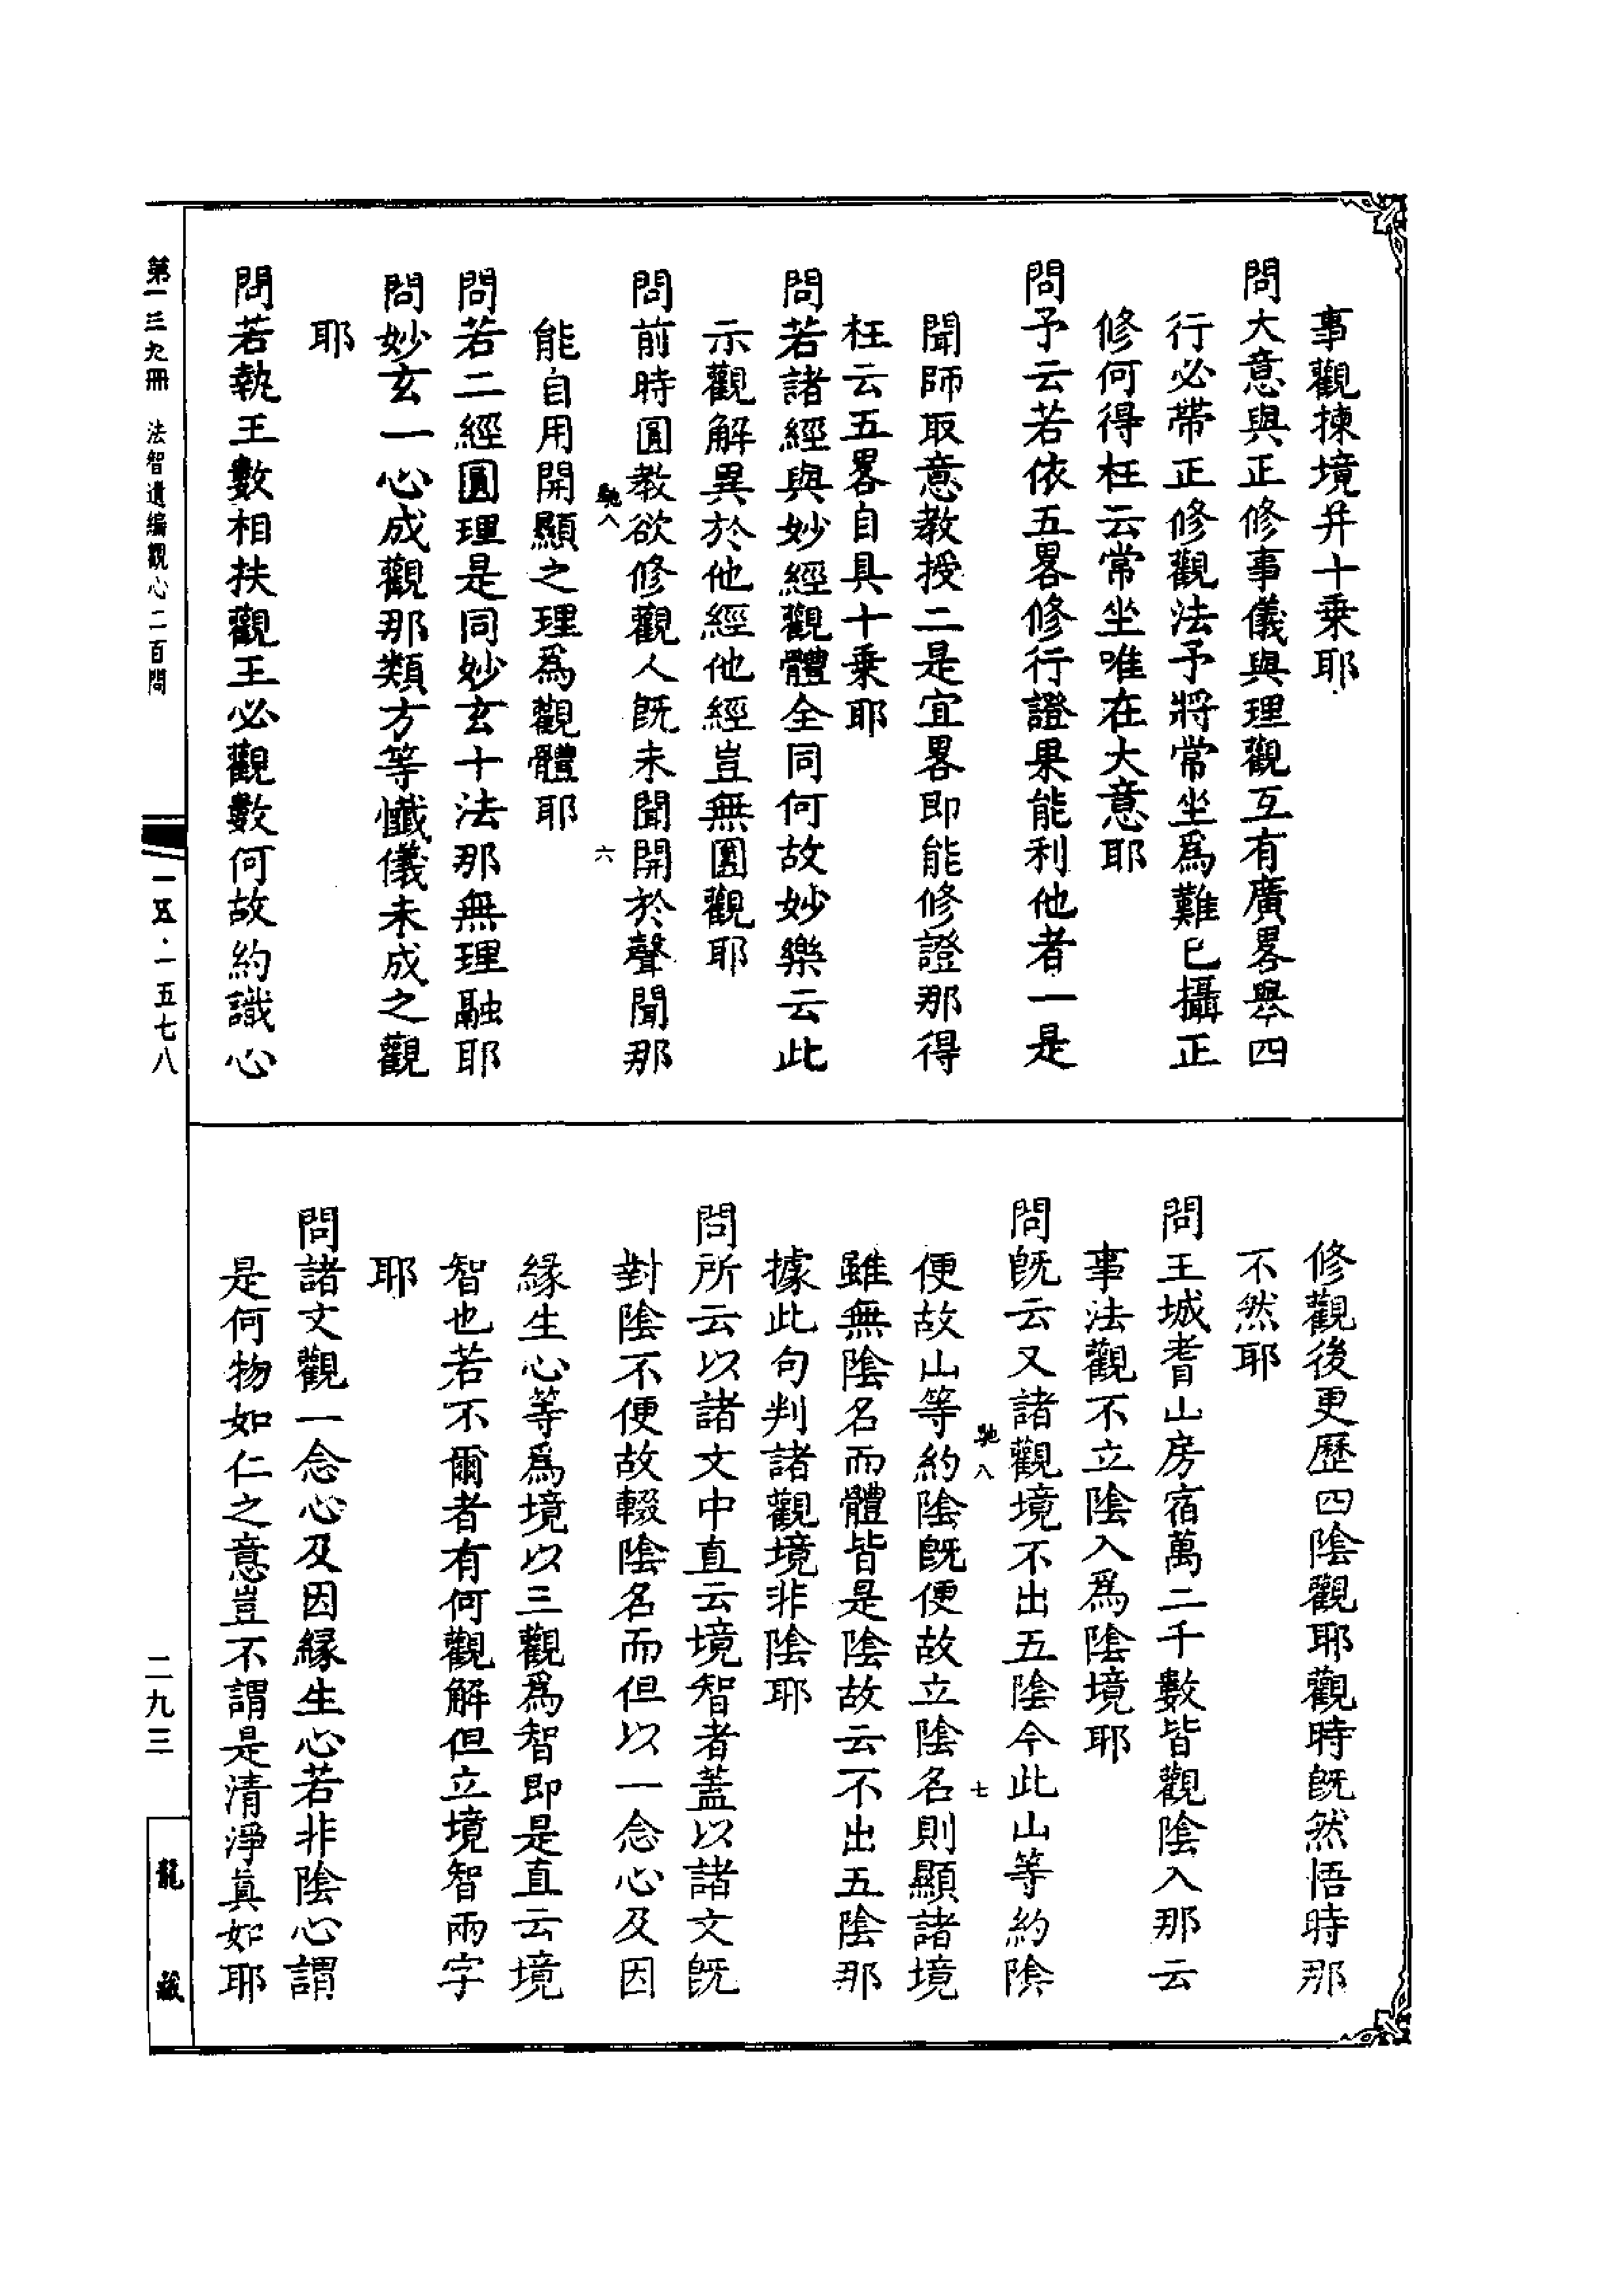 事觀揀境并十乘耶
問大意與正修事儀與理觀互有廣畧舉四
行必帶正修觀法予將常坐爲難已攝正
修何得枉云常坐唯在大意耶
問予云若依五畧修行證果能利他者一是
聞師取意教授二是宜畧即能修證那得
枉云五畧自具十乘耶
問若諸經與妙經觀體全同何故妙樂云此
示觀解異於他經他經豈無圓觀耶
問前時圓教欲修觀人既未聞開於聲聞那
馳八
六
能自用開顯之理爲觀體耶
問若二經圓理是同妙玄十法那無理融耶
問妙玄一心成觀那類方等懺儀未成之觀
耶
問若執王數相扶觀王必觀數何故約識心
修觀後更歷四陰觀耶觀時既然悟時那
不然耶
問王城耆山房宿萬二千數皆觀陰入那云
事法觀不立陰入爲陰境耶
問既云又諸觀境不出五陰今此山等約陰
馳八
七
便故山等約陰既便故立陰名則顯諸境
雖無陰名而體皆是陰故云不出五陰那
據此句判諸觀境非陰耶
問所云以諸文中直云境智者蓋以諸文既
對陰不便故輟陰名而但以一念心及因
緣生心等爲境以三觀爲智即是直云境
智也若不爾者有何觀解但立境智兩字
耶
問諸文觀一念心及因緣生心若非陰心謂
是何物如仁之意豈不謂是清淨眞如耶
第一三九冊 法智遺編觀心二百問
一五·一五七八
二九三
龍藏